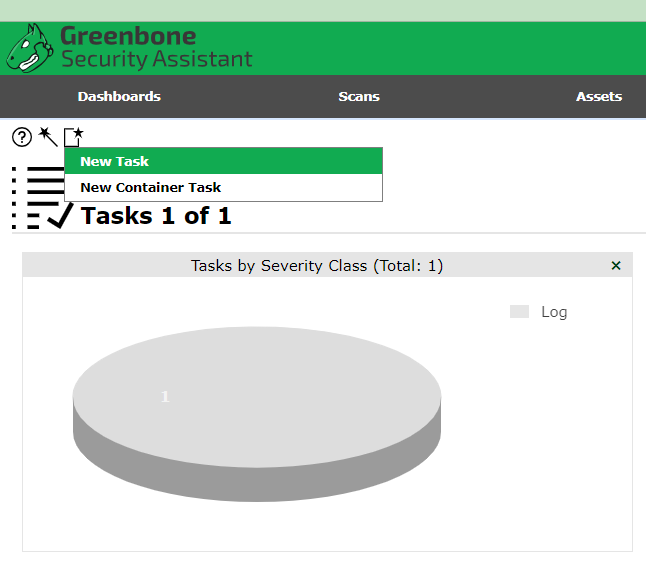 Greenbone
Security Assistant
Dashboards Scans Assets
?
New Task
New Container Task
Tasks 1 of 1
Tasks by Severity Class (Total: 1) ×
Log
1